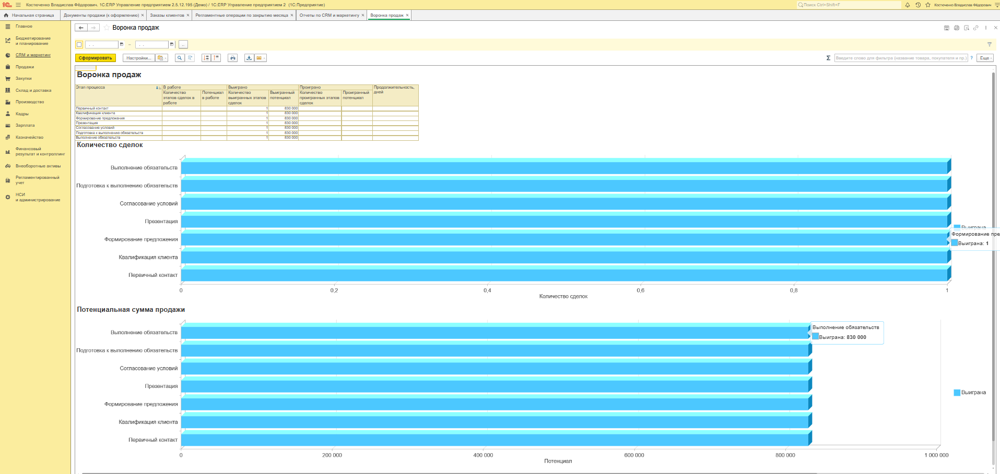 1С
Костюченко Владислав Фёдорович. 1С:ERP Управление предприятием 2.5.12.195 (Демо) / 1С:ERP Управление предприятием 2 (1С:Предприятие)
Поиск Ctrl+Shift+F
Костюченко Владислав Фёдорович
Начальная страница
Документы продажи (к оформлению) ×
Заказы клиентов ×
Регламентные операции по закрытию месяца ×
Отчеты по CRM и маркетингу ×
Воронка продаж ×
Главное
Бюджетирование
и планирование
CRM и маркетинг
Продажи
Закупки
Склад и доставка
Производство
Кадры
Зарплата
Казначейство
Финансовый
результат и контроллинг
Внеоборотные активы
Регламентированный
учет
НСИ
и администрирование
Воронка продаж
. . – . . ...
Сформировать
Настройки...
Σ
Введите слово для фильтра (название товара, покупателя и пр.)
?
Еще
Воронка продаж
Этап процесса В работе Выиграно Проиграно Продолжительность, дней
Количество этапов сделок в работе Потенциал в работе Количество выигранных этапов сделок Выигранный потенциал Количество проигранных этапов сделок Проигранный потенциал
Первичный контакт 1 830 000
Квалификация клиента 1 830 000
Формирование предложения 1 830 000
Презентация 1 830 000
Согласование условий 1 830 000
Подготовка к выполнению обязательств 1 830 000
Выполнение обязательств 1 830 000
Количество сделок
Выполнение обязательств
Подготовка к выполнению обязательств
Согласование условий
Презентация
Формирование предложения
Квалификация клиента
Первичный контакт
0 0,2 0,4 0,6 0,8 1
Количество сделок
Выиграна
Формирование пре
Выиграна: 1
Потенциальная сумма продажи
Выполнение обязательств
Подготовка к выполнению обязательств
Согласование условий
Презентация
Формирование предложения
Квалификация клиента
Первичный контакт
0 200 000 400 000 600 000 800 000 1 000 000
Потенциал
Выполнение обязательств
Выиграна: 830 000
Выиграна